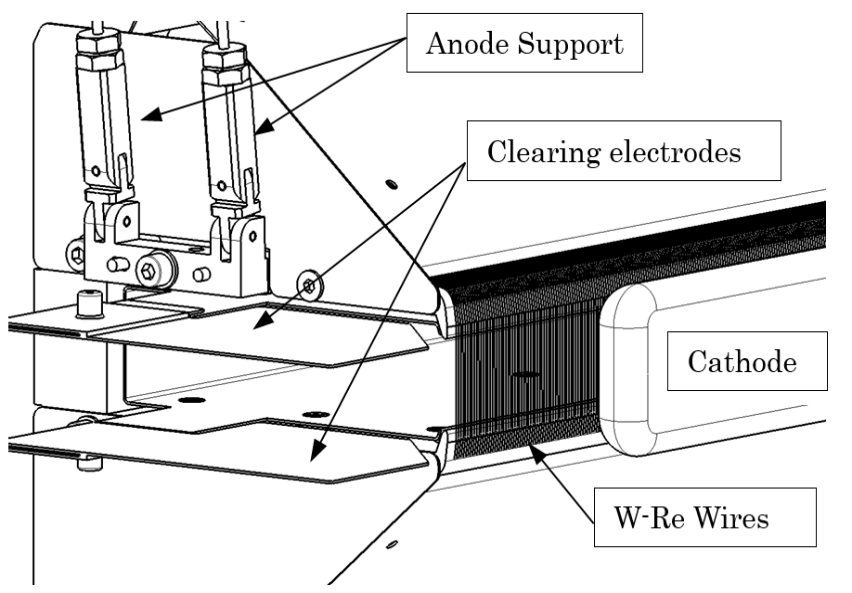 Anode Support
Clearing electrodes
Cathode
W-Re Wires